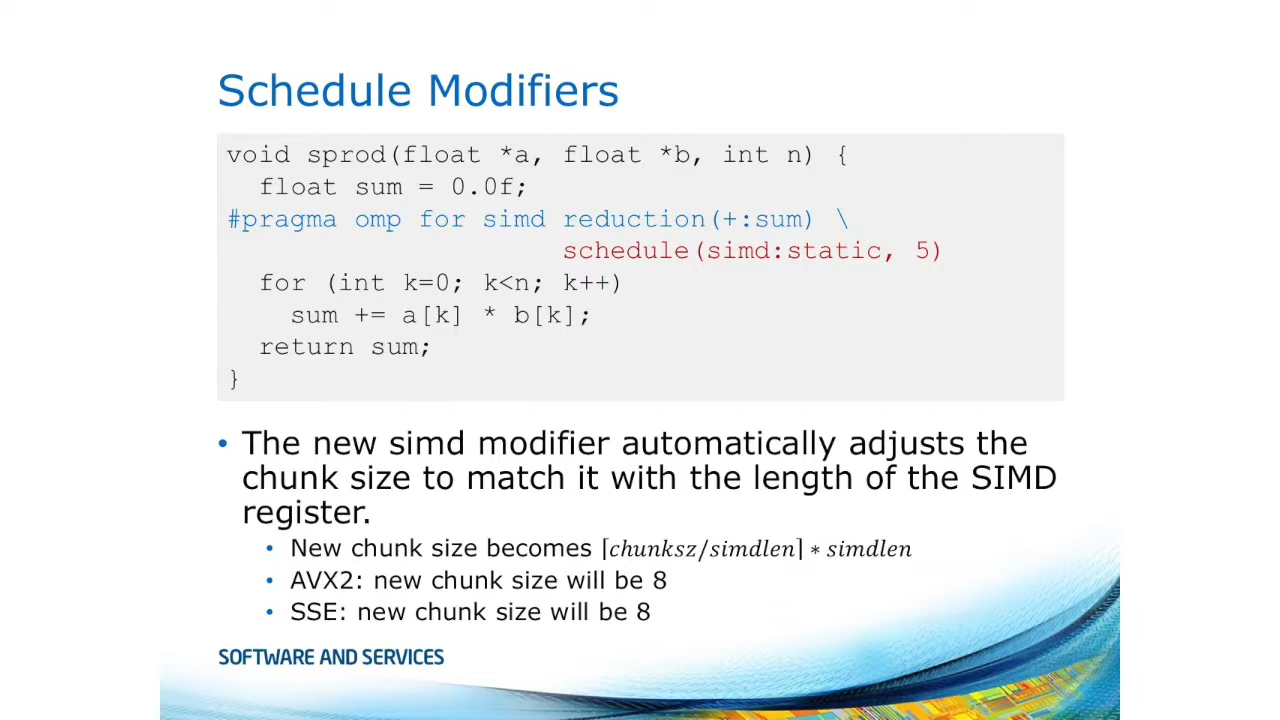 Schedule Modifiers
void sprod(float *a, float *b, int n) {
  float sum = 0.0f;
#pragma omp for simd reduction(+:sum) \
                     schedule(simd:static, 5)
  for (int k=0; k<n; k++)
    sum += a[k] * b[k];
  return sum;
}
• The new simd modifier automatically adjusts the
chunk size to match it with the length of the SIMD
register.
• New chunk size becomes ⌈chunksz/simdlen⌉ ∗ simdlen
• AVX2: new chunk size will be 8
• SSE: new chunk size will be 8
SOFTWARE AND SERVICES